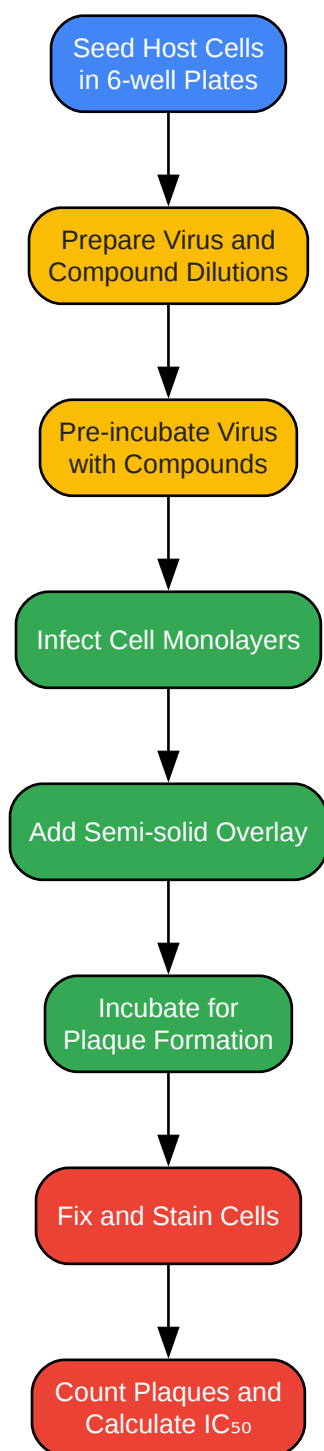 Seed Host Cells
in 6-well Plates
Prepare Virus and
Compound Dilutions
Pre-incubate Virus
with Compounds
Infect Cell Monolayers
Add Semi-solid Overlay
Incubate for
Plaque Formation
Fix and Stain Cells
Count Plaques and
Calculate IC₅₀